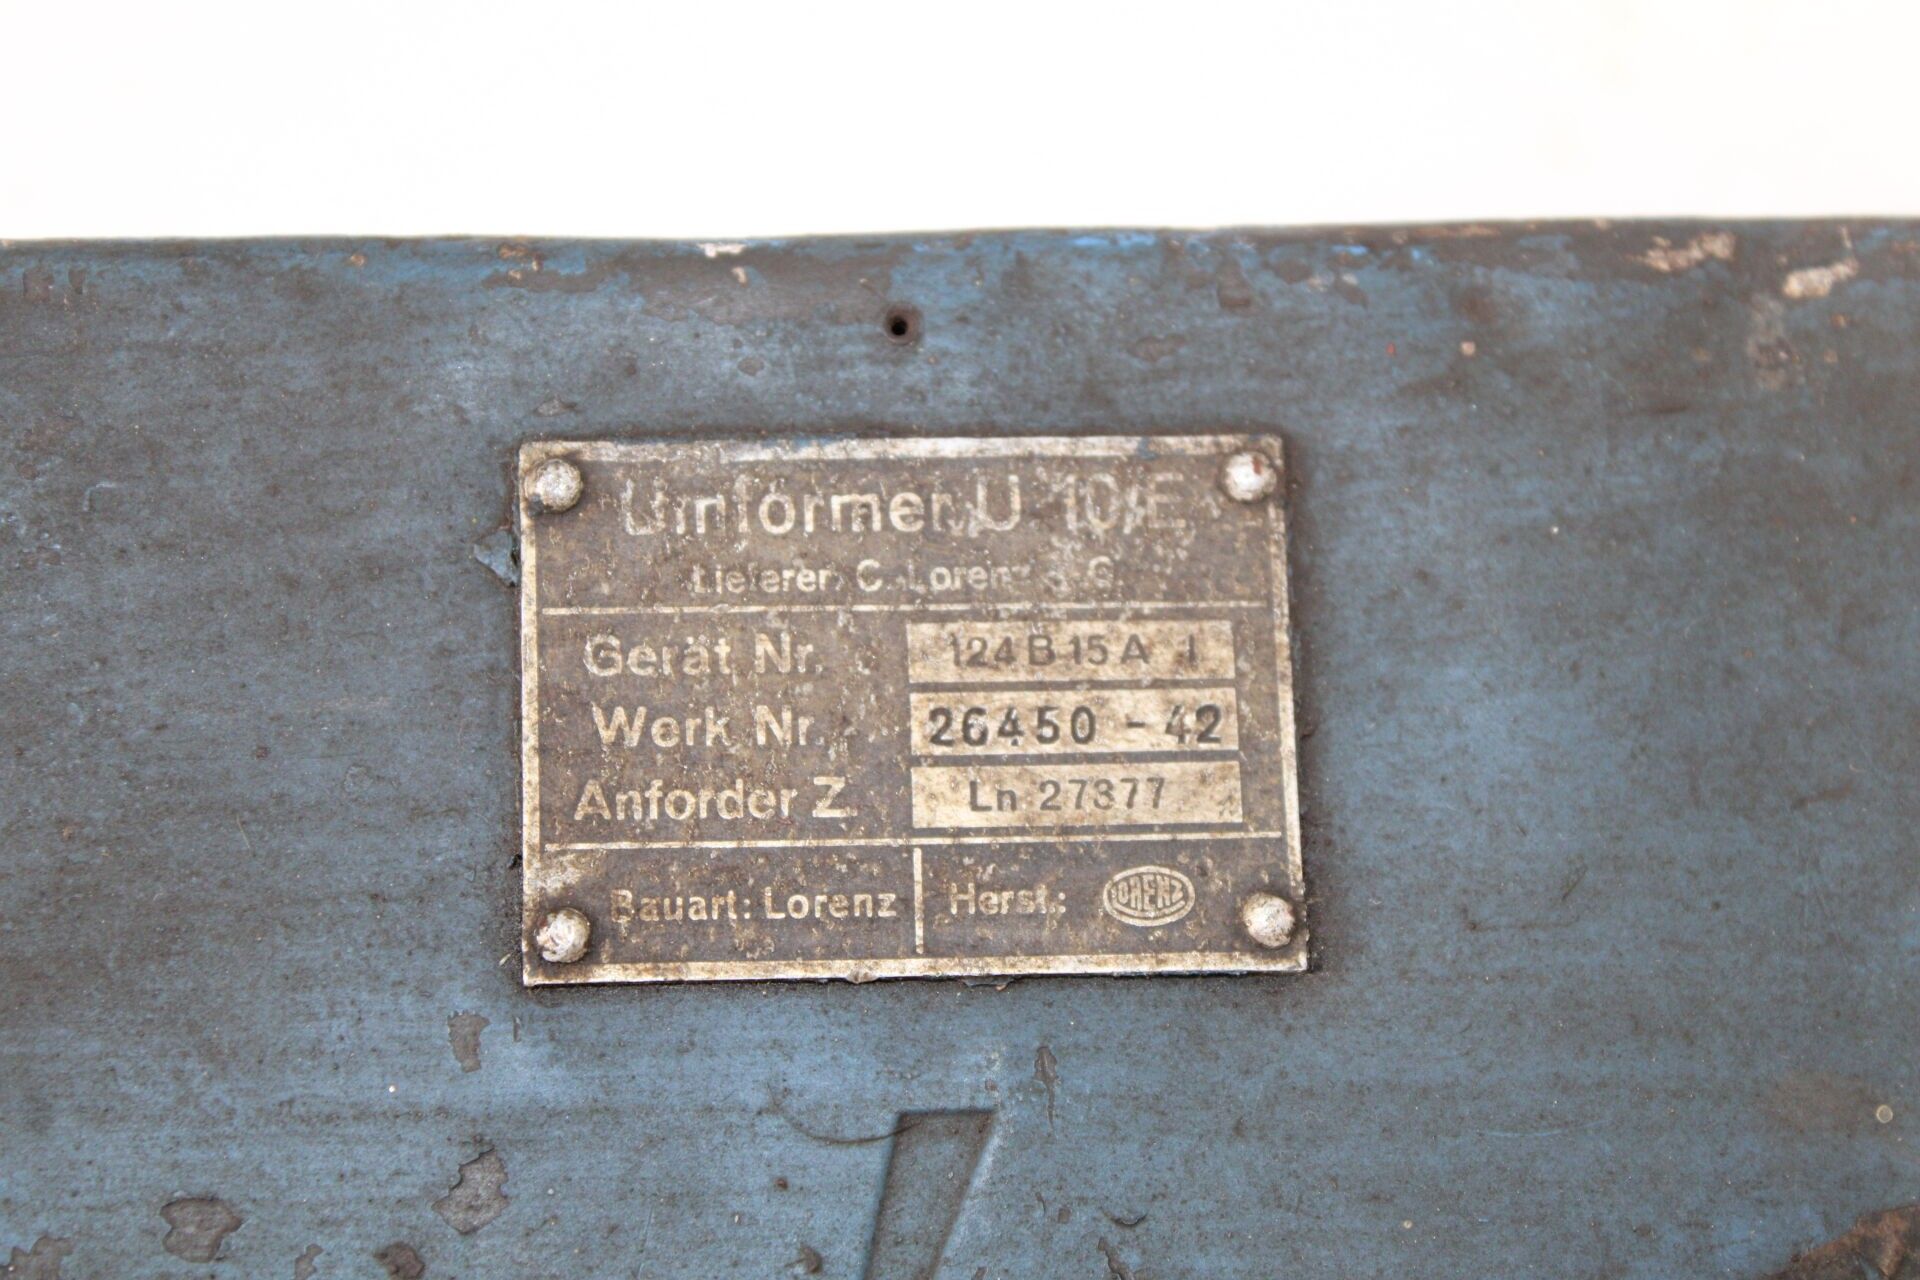 Umformer U 10/E
Lieferer: C. Lorenz A.G.
Gerät Nr. 124 B 15 A 1
Werk Nr. 26450 - 42
Anforder Z. Ln 27377
Bauart: Lorenz Herst.: LORENZ